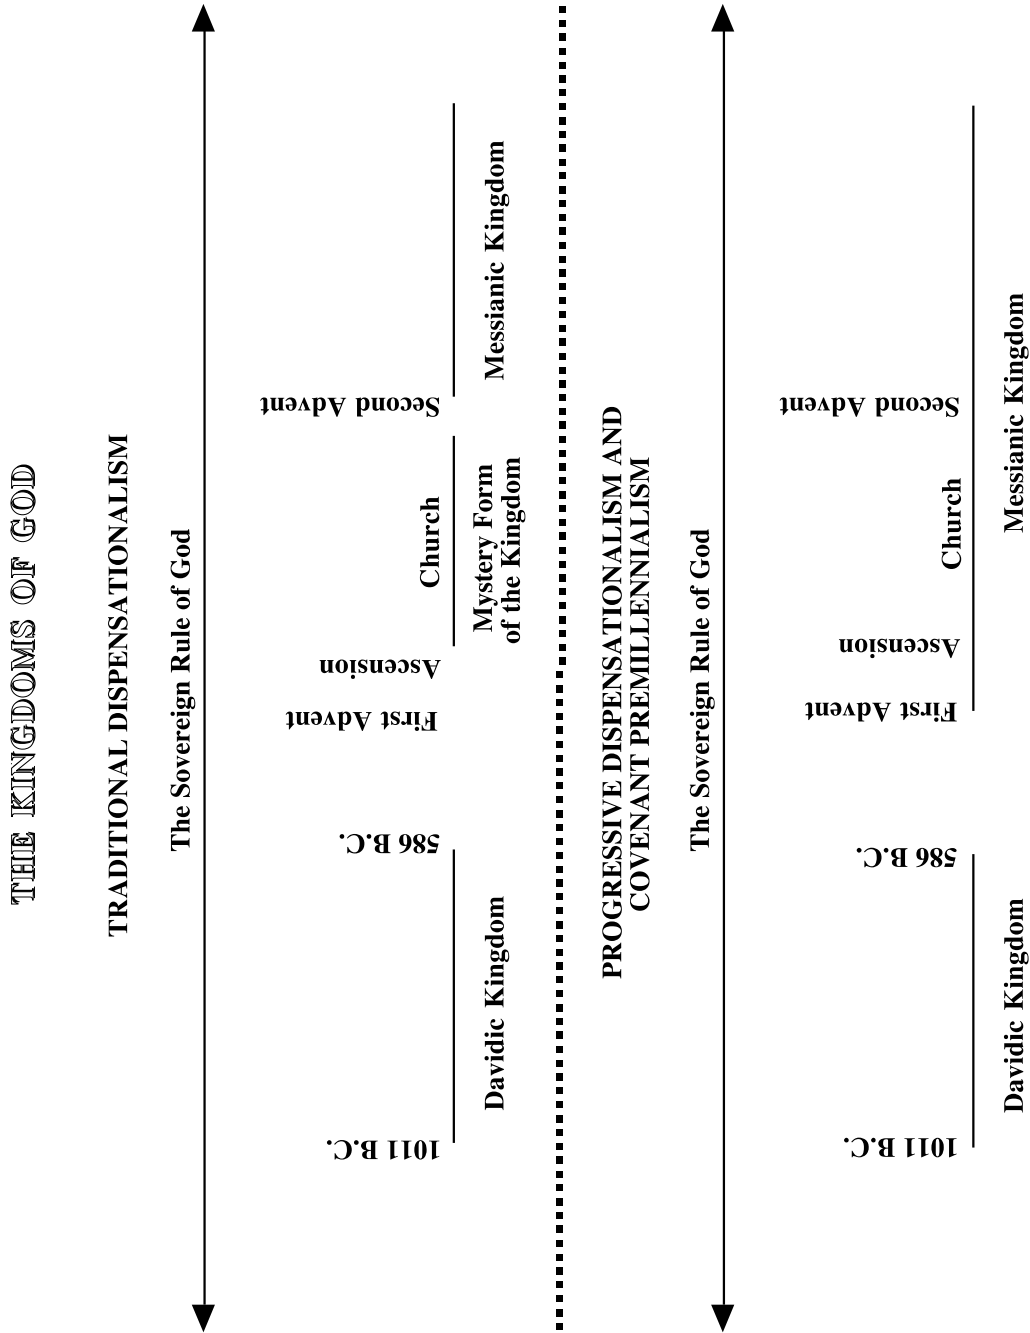 THE KINGDOMS OF GOD
TRADITIONAL DISPENSATIONALISM
The Sovereign Rule of God
1011 B.C.
586 B.C.
First Advent
Ascension
Church
Second Advent
Davidic Kingdom
Mystery Form
of the Kingdom
Messianic Kingdom
PROGRESSIVE DISPENSATIONALISM AND
COVENANT PREMILLENNIALISM
The Sovereign Rule of God
1011 B.C.
586 B.C.
First Advent
Ascension
Church
Second Advent
Davidic Kingdom
Messianic Kingdom